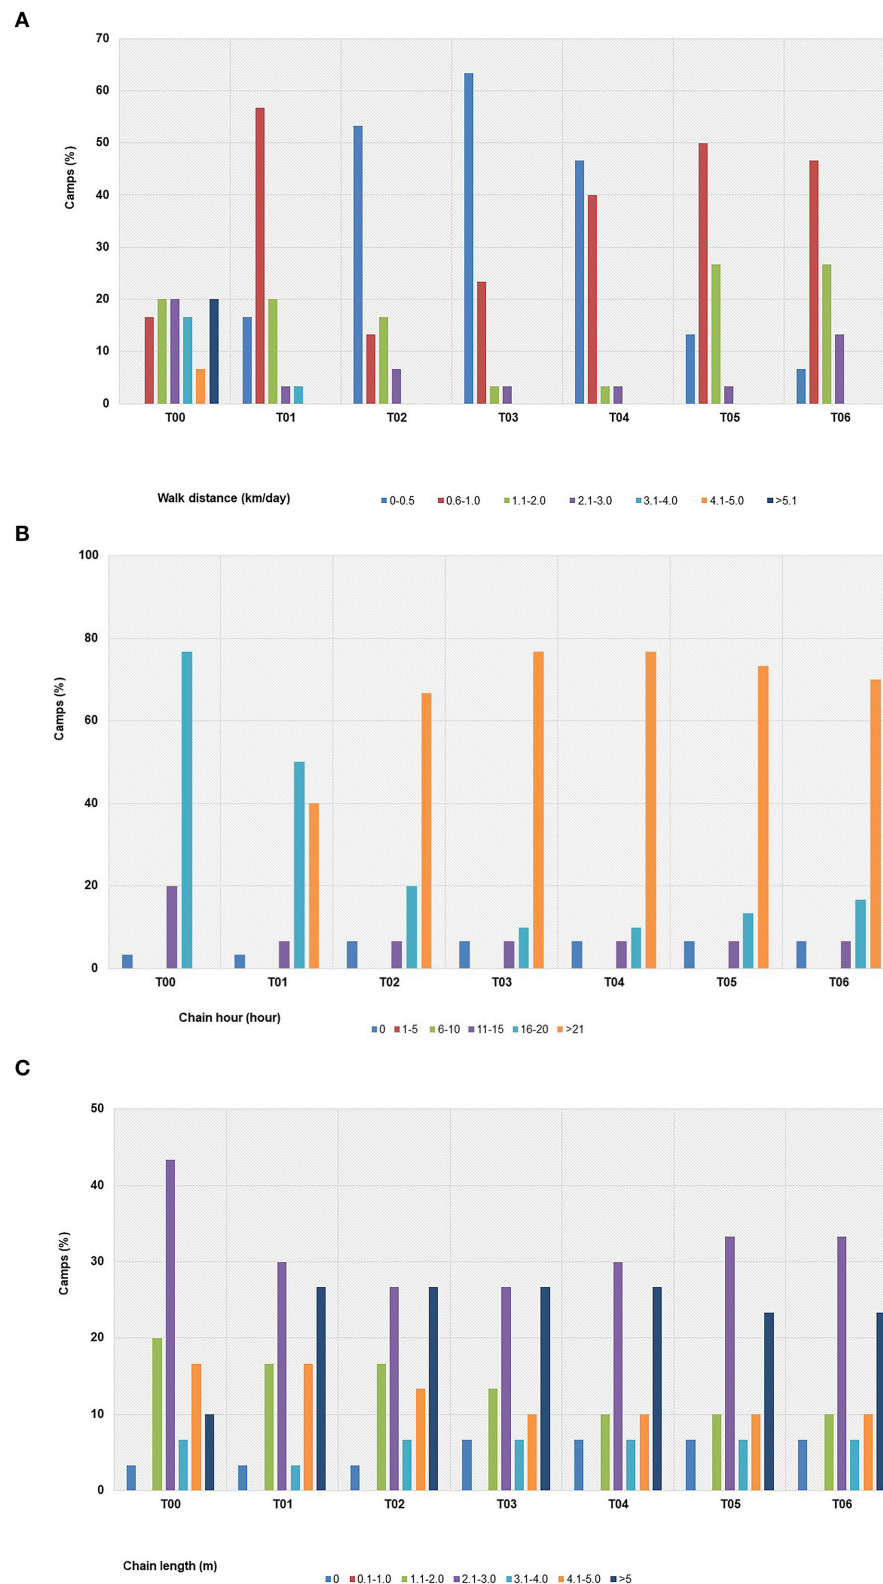 A
70
60
50
40
30
20
10
0
Camps (%)
T00 T01 T02 T03 T04 T05 T06
Walk distance (km/day) 0-0.5 0.6-1.0 1.1-2.0 2.1-3.0 3.1-4.0 4.1-5.0 >5.1
B
100
80
60
40
20
0
Camps (%)
T00 T01 T02 T03 T04 T05 T06
Chain hour (hour)
0 1-5 6-10 11-15 16-20 >21
C
50
40
30
20
10
0
Camps (%)
T00 T01 T02 T03 T04 T05 T06
Chain length (m)
0 0.1-1.0 1.1-2.0 2.1-3.0 3.1-4.0 4.1-5.0 >5